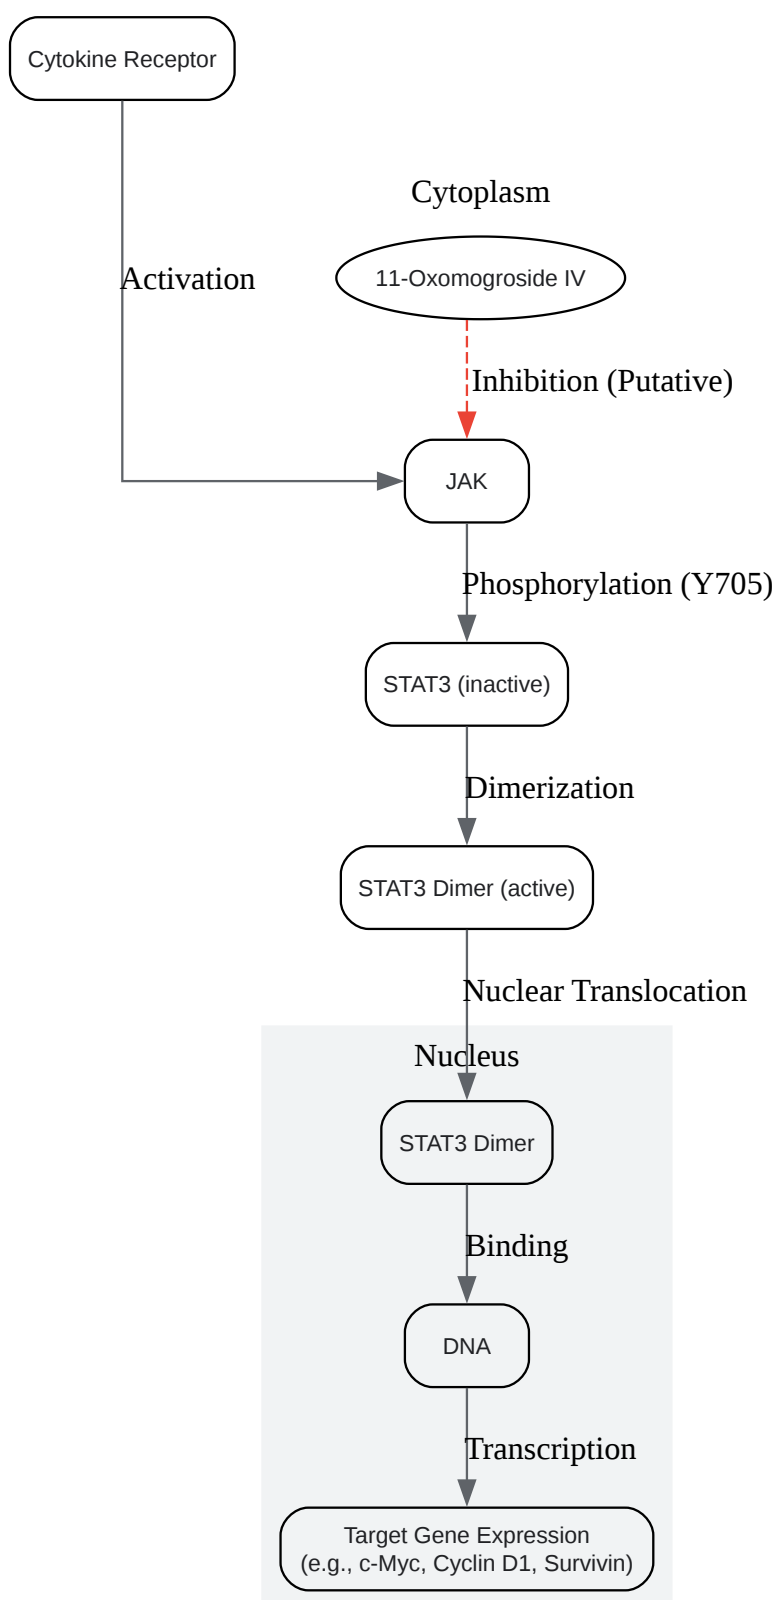 Cytokine Receptor
Cytoplasm
Activation
11-Oxomogroside IV
Inhibition (Putative)
JAK
Phosphorylation (Y705)
STAT3 (inactive)
Dimerization
STAT3 Dimer (active)
Nuclear Translocation
Nucleus
STAT3 Dimer
Binding
DNA
Transcription
Target Gene Expression
(e.g., c-Myc, Cyclin D1, Survivin)